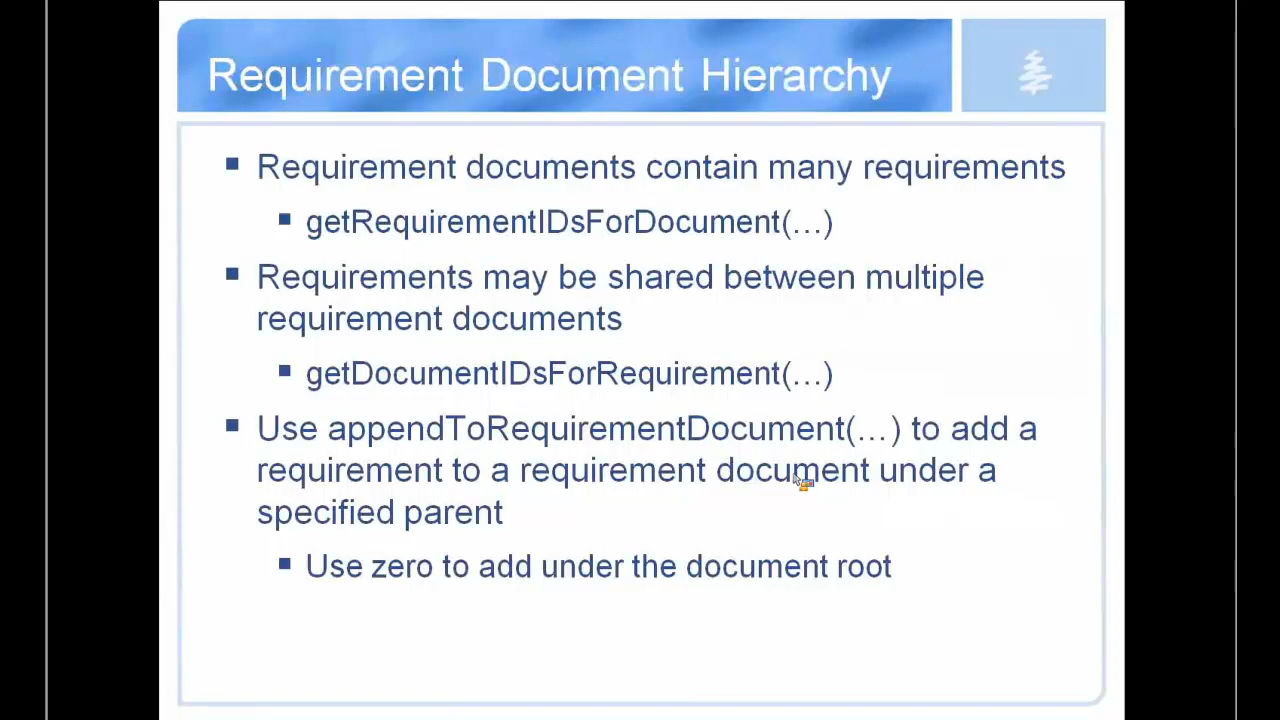 Requirement Document Hierarchy
Requirement documents contain many requirements
getRequirementIDsForDocument(…)
Requirements may be shared between multiple
requirement documents
getDocumentIDsForRequirement(…)
Use appendToRequirementDocument(…) to add a
requirement to a requirement document under a
specified parent
Use zero to add under the document root